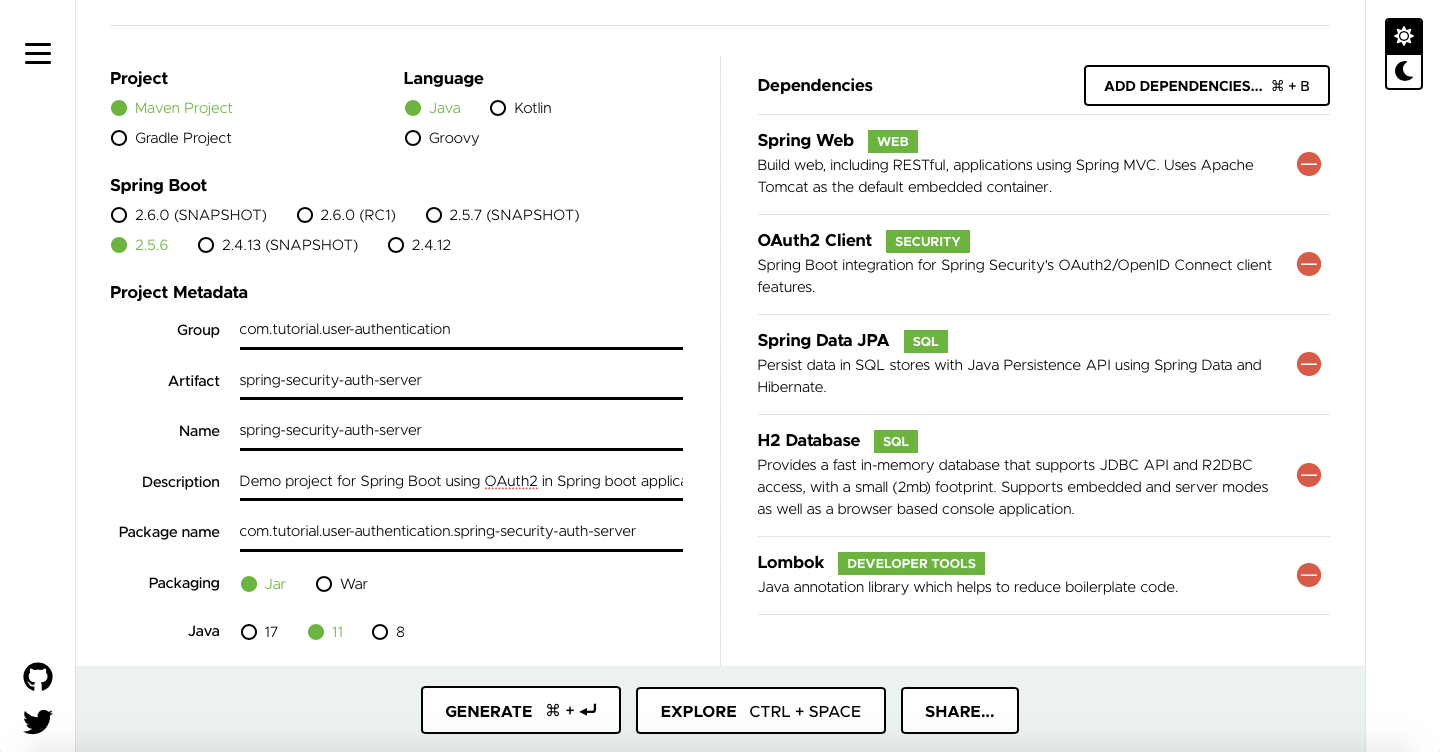 Project
Maven Project
Gradle Project
Language
Java Kotlin
Groovy
Spring Boot
2.6.0 (SNAPSHOT) 2.6.0 (RC1) 2.5.7 (SNAPSHOT)
2.5.6 2.4.13 (SNAPSHOT) 2.4.12
Project Metadata
Group com.tutorial.user-authentication
Artifact spring-security-auth-server
Name spring-security-auth-server
Description Demo project for Spring Boot using OAuth2 in Spring boot applica
Package name com.tutorial.user-authentication.spring-security-auth-server
Packaging Jar War
Java 17 11 8
Dependencies ADD DEPENDENCIES... ⌘ + B
Spring Web WEB
Build web, including RESTful, applications using Spring MVC. Uses Apache
Tomcat as the default embedded container.
OAuth2 Client SECURITY
Spring Boot integration for Spring Security's OAuth2/OpenID Connect client
features.
Spring Data JPA SQL
Persist data in SQL stores with Java Persistence API using Spring Data and
Hibernate.
H2 Database SQL
Provides a fast in-memory database that supports JDBC API and R2DBC
access, with a small (2mb) footprint. Supports embedded and server modes
as well as a browser based console application.
Lombok DEVELOPER TOOLS
Java annotation library which helps to reduce boilerplate code.
GENERATE ⌘ + ⏎ EXPLORE CTRL + SPACE SHARE...